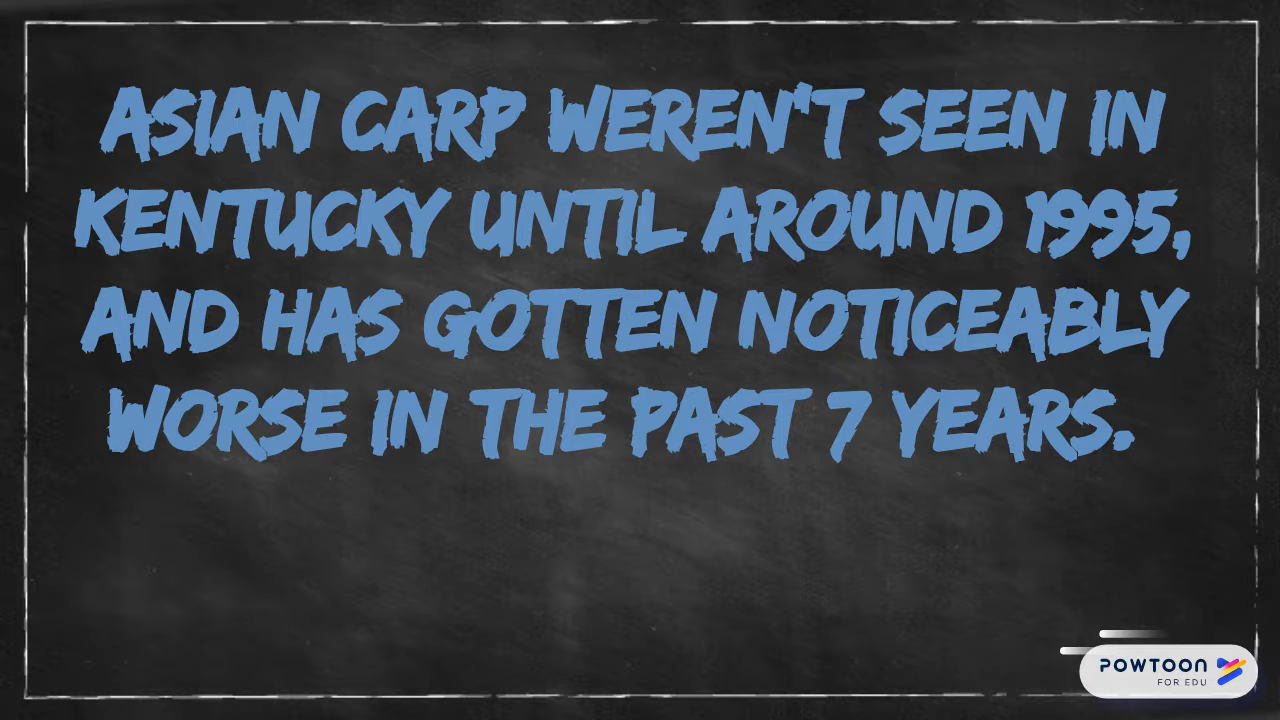 ASIAN CARP WEREN'T SEEN IN
KENTUCKY UNTIL AROUND 1995,
AND HAS GOTTEN NOTICEABLY
WORSE IN THE PAST 7 YEARS.
POWTOON
FOR EDU